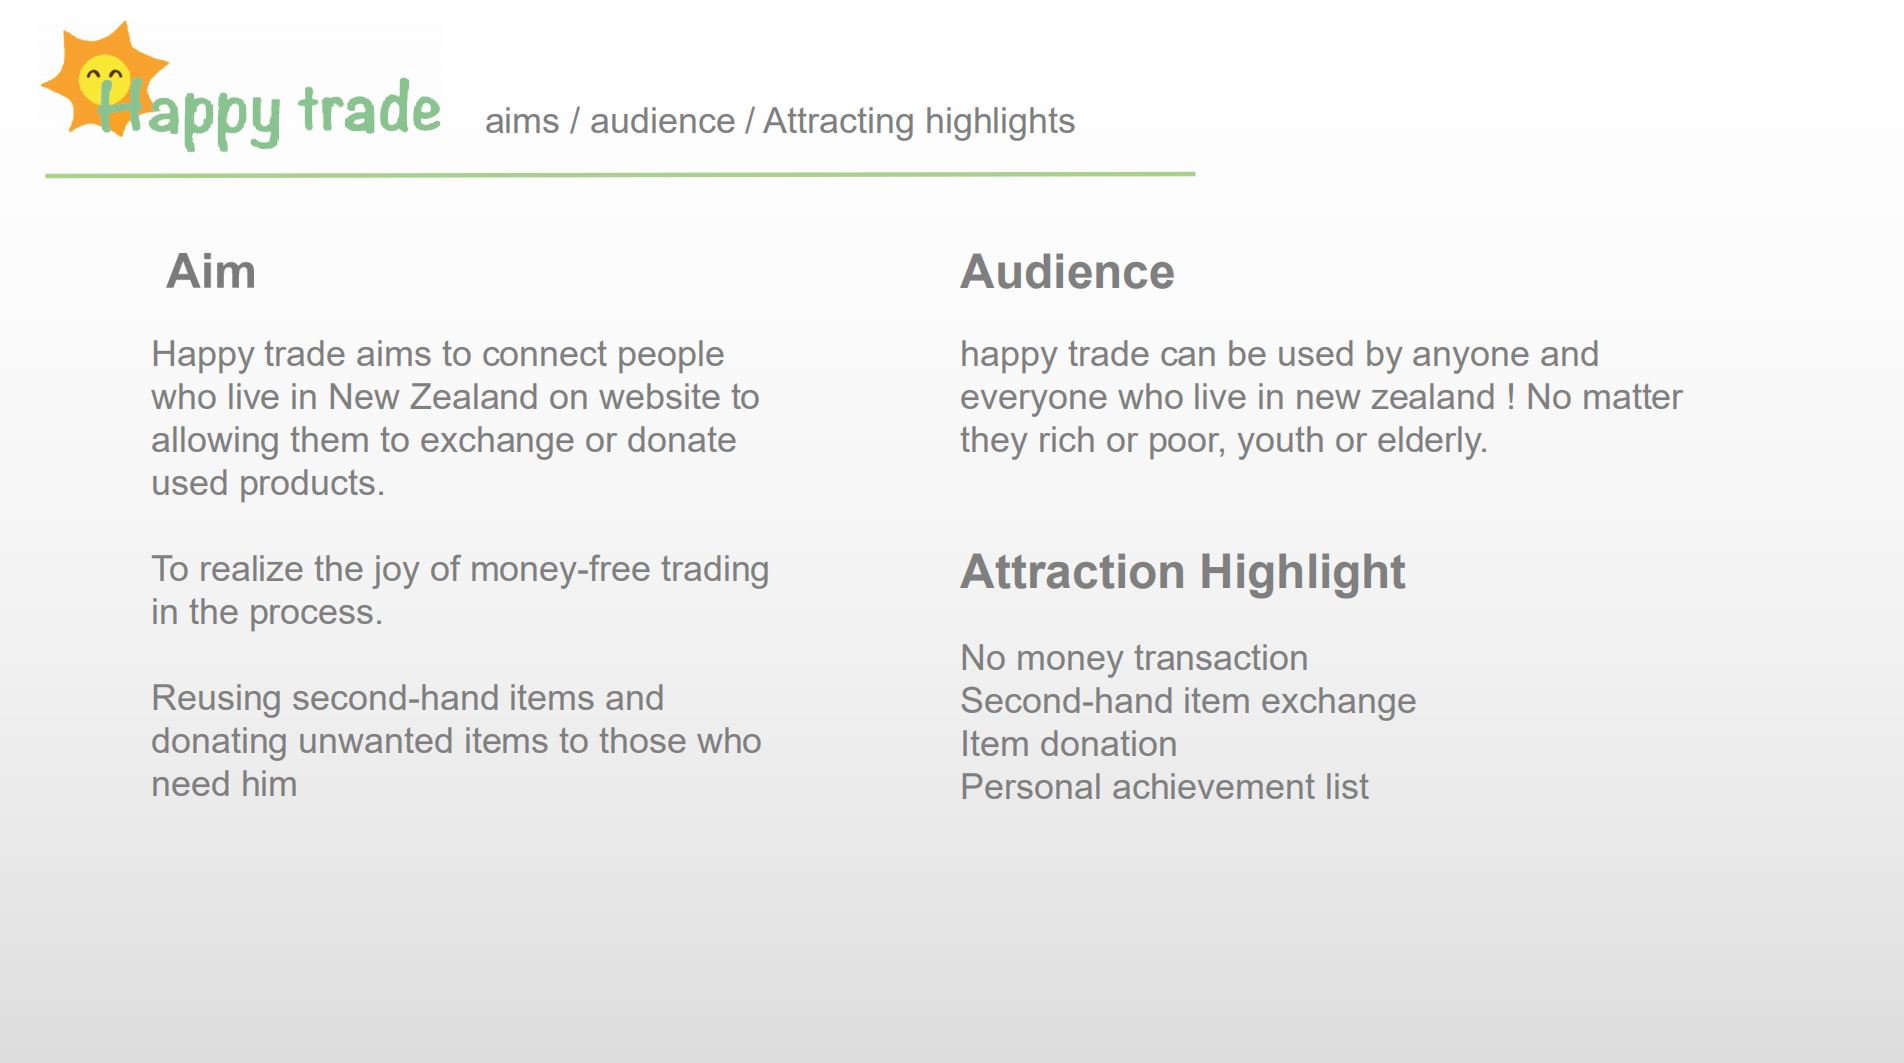 Happy trade
aims / audience / Attracting highlights
Aim
Happy trade aims to connect people
who live in New Zealand on website to
allowing them to exchange or donate
used products.
To realize the joy of money-free trading
in the process.
Reusing second-hand items and
donating unwanted items to those who
need him
Audience
happy trade can be used by anyone and
everyone who live in new zealand ! No matter
they rich or poor, youth or elderly.
Attraction Highlight
No money transaction
Second-hand item exchange
Item donation
Personal achievement list